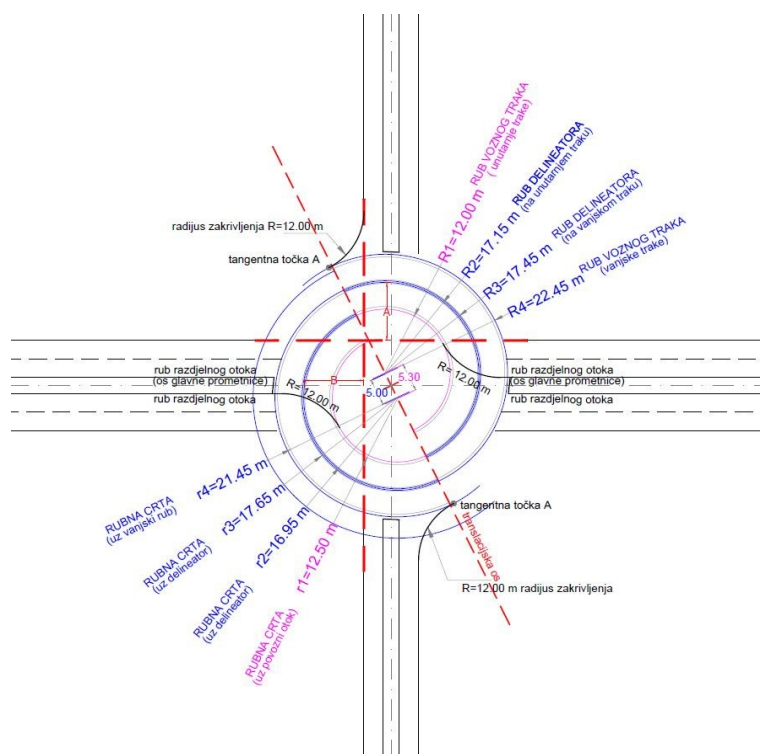 R1=12.00 m RUB VOZNOG TRAKA
( unutarnje trake)
R2=17.15 m RUB DELINEATORA
(na unutarnjem traku)
R3=17.45 m RUB DELINEATORA
(na vanjskom traku)
R4=22.45 m RUB VOZNOG TRAKA
(vanjske trake)
radijus zakrivljenja R=12.00 m
tangentna točka A
A
B
5.30
5.00
R= 12.00 m
R= 12.00 m
rub razdjelnog otoka
(os glavne prometnice)
rub razdjelnog otoka
rub razdjelnog otoka
(os glavne prometnice)
rub razdjelnog otoka
RUBNA CRTA
(uz vanjski rub)
r4=21.45 m
RUBNA CRTA
(uz delineator)
r3=17.65 m
RUBNA CRTA
(uz delineator)
r2=16.95 m
RUBNA CRTA
(uz povozni otok)
r1=12.50 m
tangentna točka A
translacijska os
R=12.00 m radijus zakrivljenja